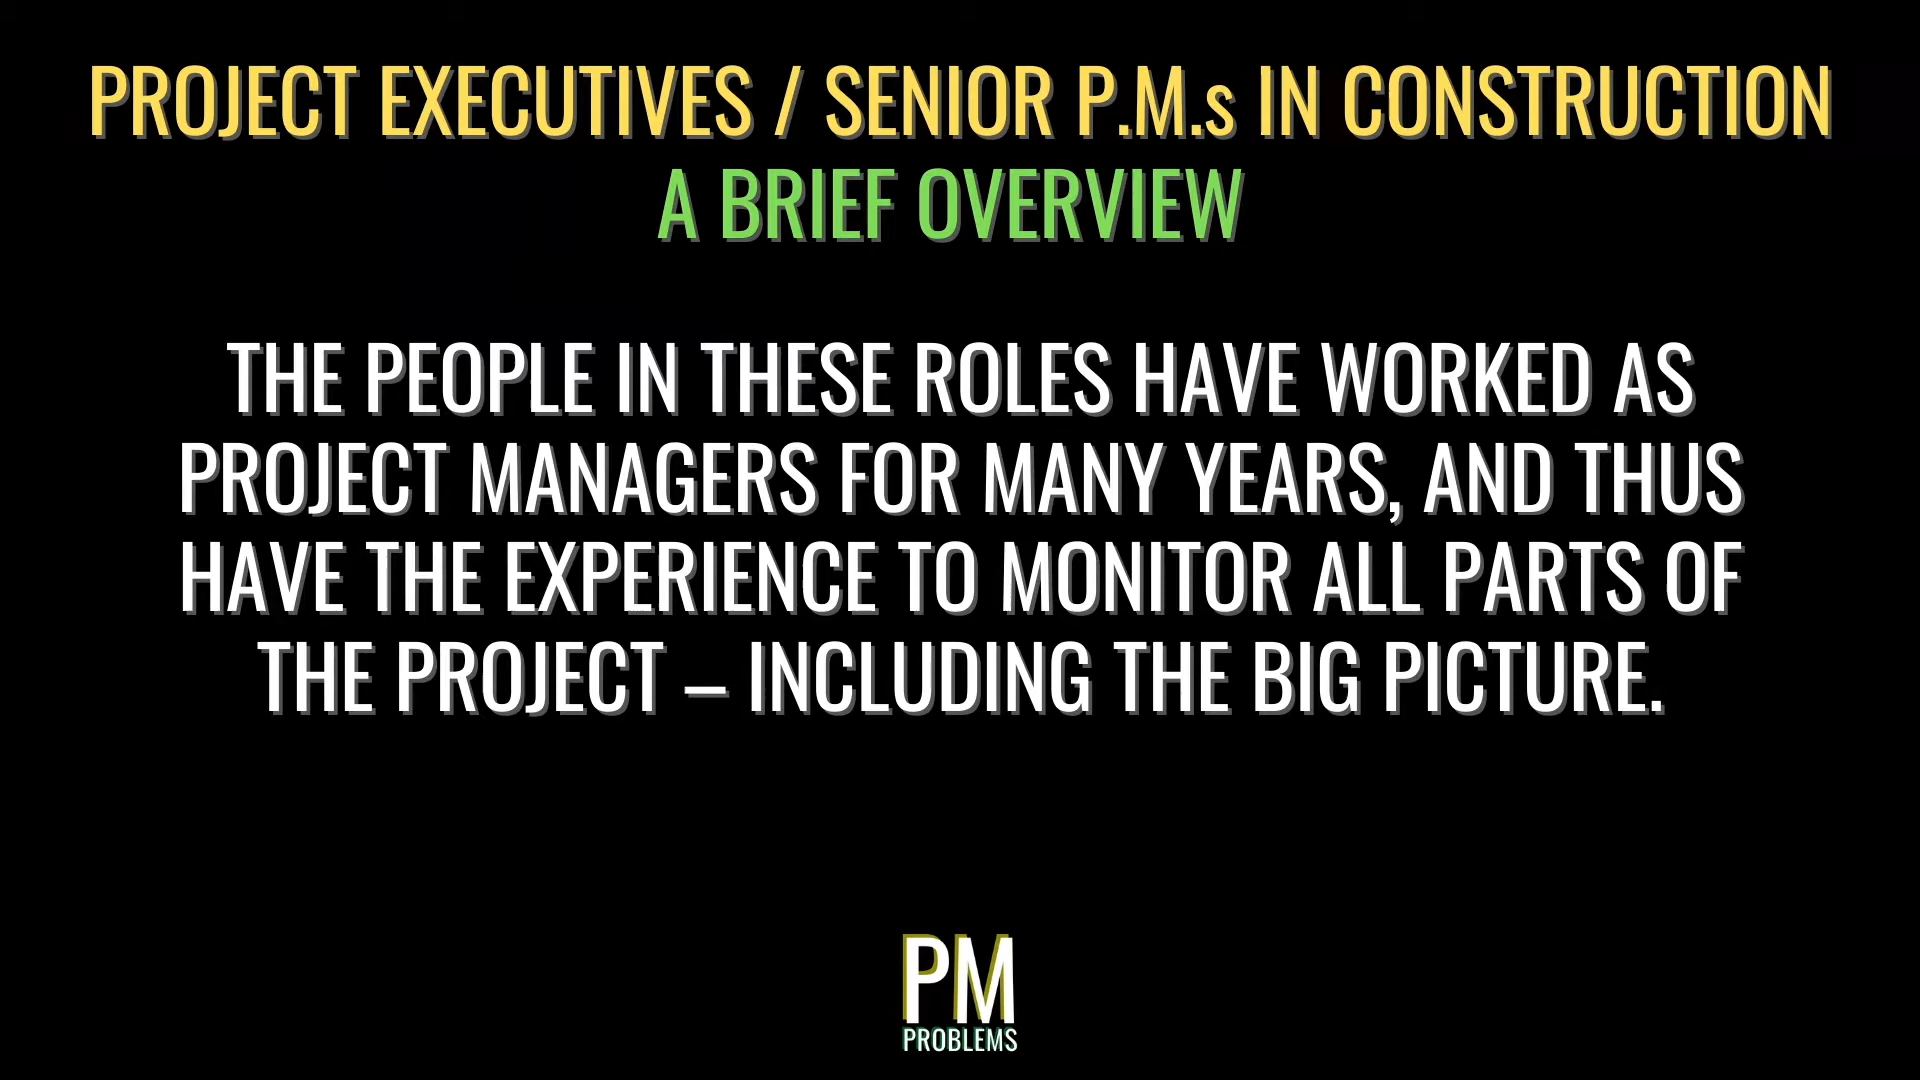 PROJECT EXECUTIVES / SENIOR P.M.s IN CONSTRUCTION
A BRIEF OVERVIEW
THE PEOPLE IN THESE ROLES HAVE WORKED AS
PROJECT MANAGERS FOR MANY YEARS, AND THUS
HAVE THE EXPERIENCE TO MONITOR ALL PARTS OF
THE PROJECT – INCLUDING THE BIG PICTURE.
PM
PROBLEMS